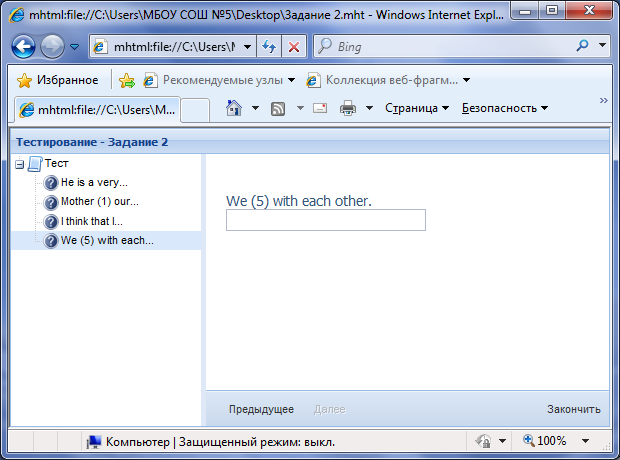 mhtml:file://C:\Users\МБОУ СОШ №5\Desktop\Задание 2.mht - Windows Internet Expl...
mhtml:file://C:\Users\M
Bing
Избранное
Рекомендуемые узлы
Коллекция веб-фрагм...
mhtml:file://C:\Users\M...
Страница
Безопасность
»
Тестирование - Задание 2
Тест
He is a very...
Mother (1) our...
I think that I...
We (5) with each...
We (5) with each other.
Предыдущее
Далее
Закончить
Компьютер | Защищенный режим: выкл.
100%